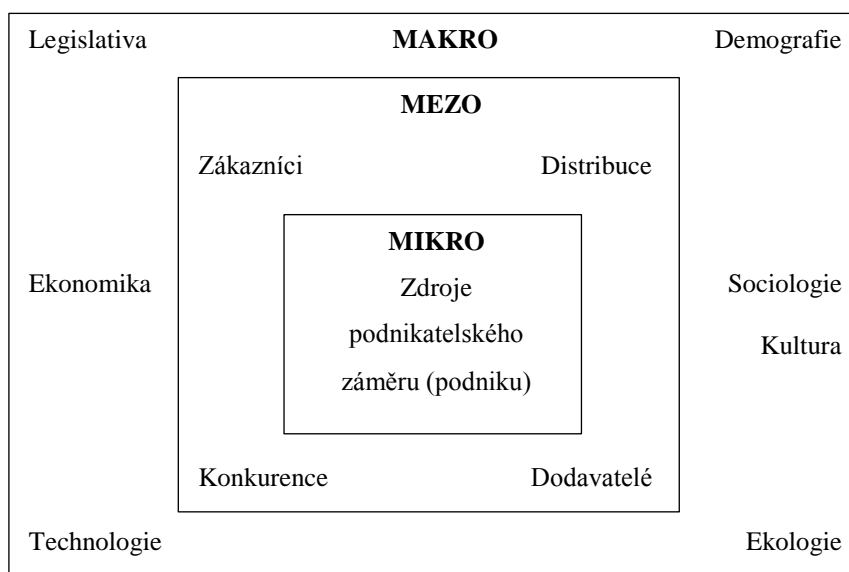 Legislativa MAKRO Demografie
MEZO
Zákazníci Distribuce
MIKRO
Ekonomika Zdroje Sociologie
podnikatelského Kultura
záměru (podniku)
Konkurence Dodavatelé
Technologie Ekologie